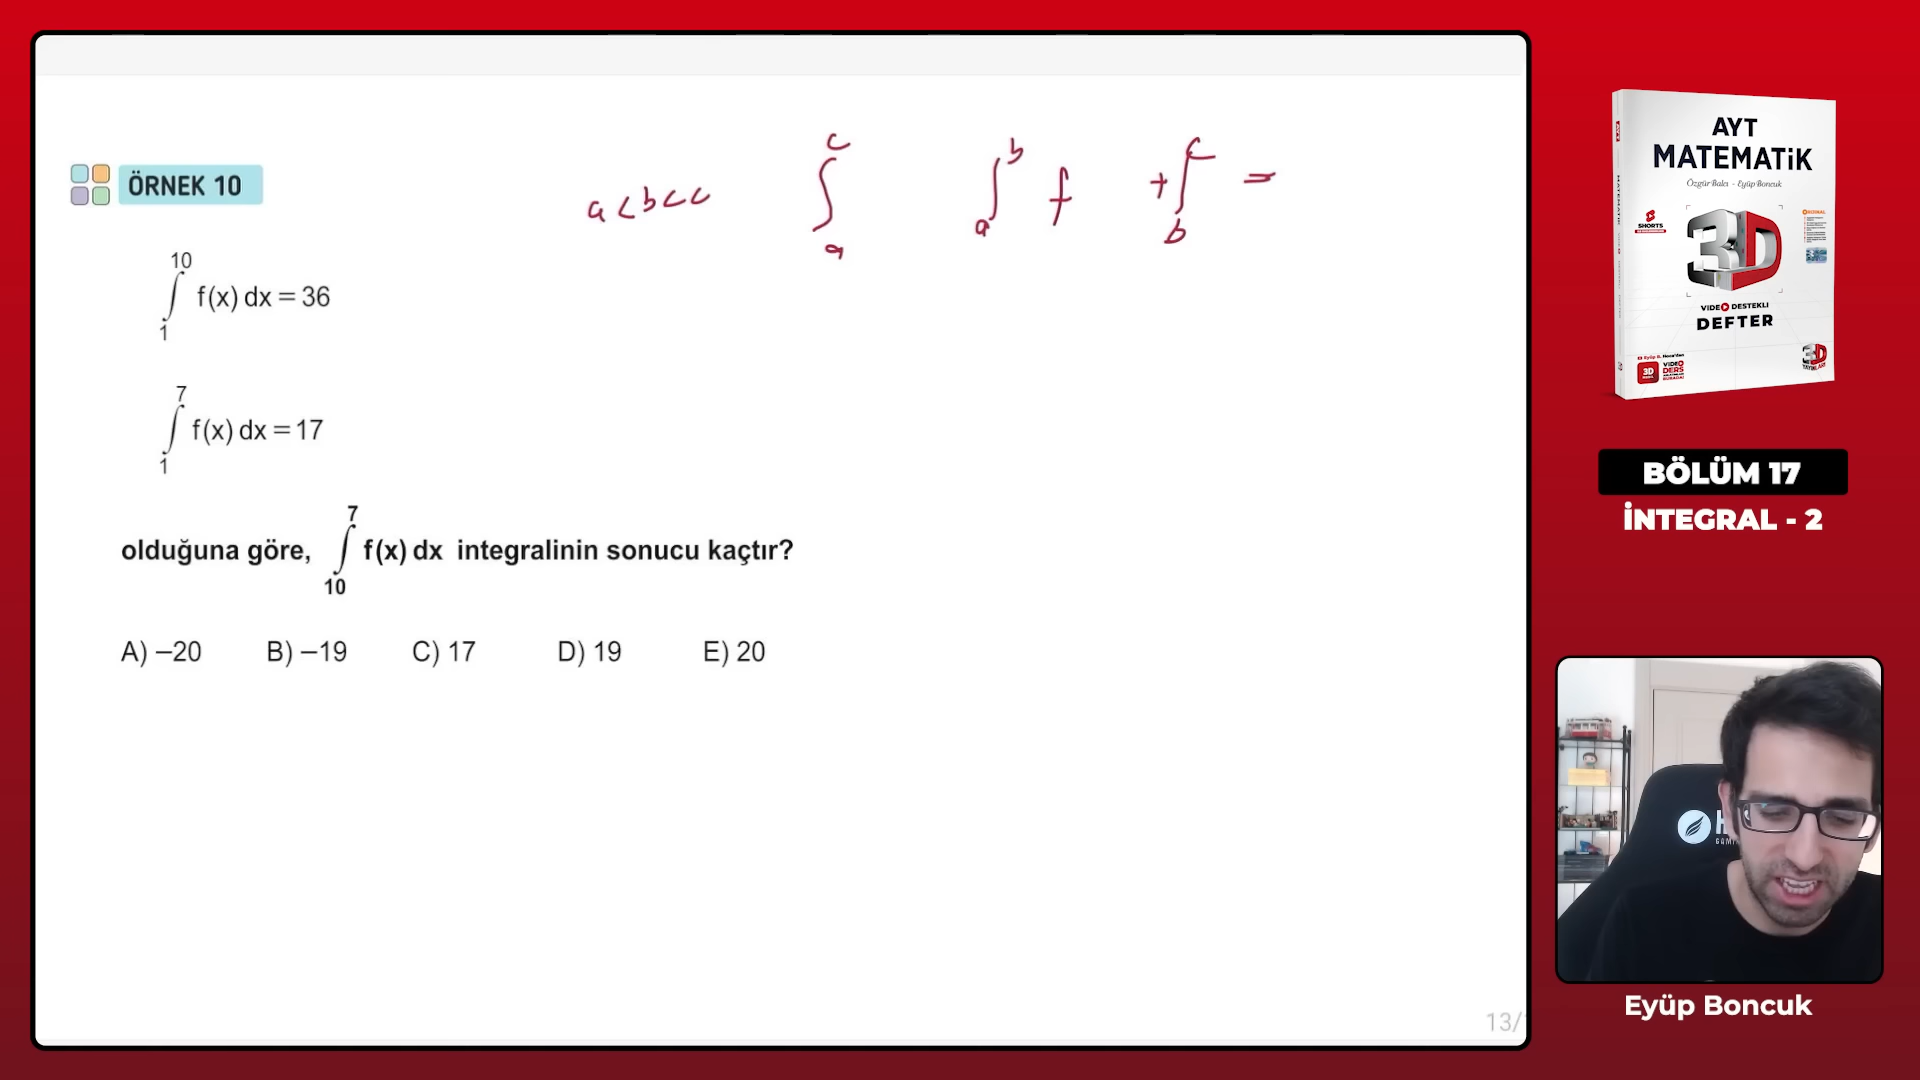 ÖRNEK 10
a<b<c ∫ c a ∫ b a f + ∫ c b =
10
∫ f(x) dx = 36
1
7
∫ f(x) dx = 17
1
7
olduğuna göre, ∫ f(x) dx integralinin sonucu kaçtır?
10
A) –20 B) –19 C) 17 D) 19 E) 20
13/
AYT
MATEMATİK
Özgür Balcı - Eyüp Boncuk
SHORTS
3D
VIDEO DESTEKLİ
DEFTER
VIDEO
DERS
3D
YAYINLARI
BÖLÜM 17
İNTEGRAL - 2
Eyüp Boncuk